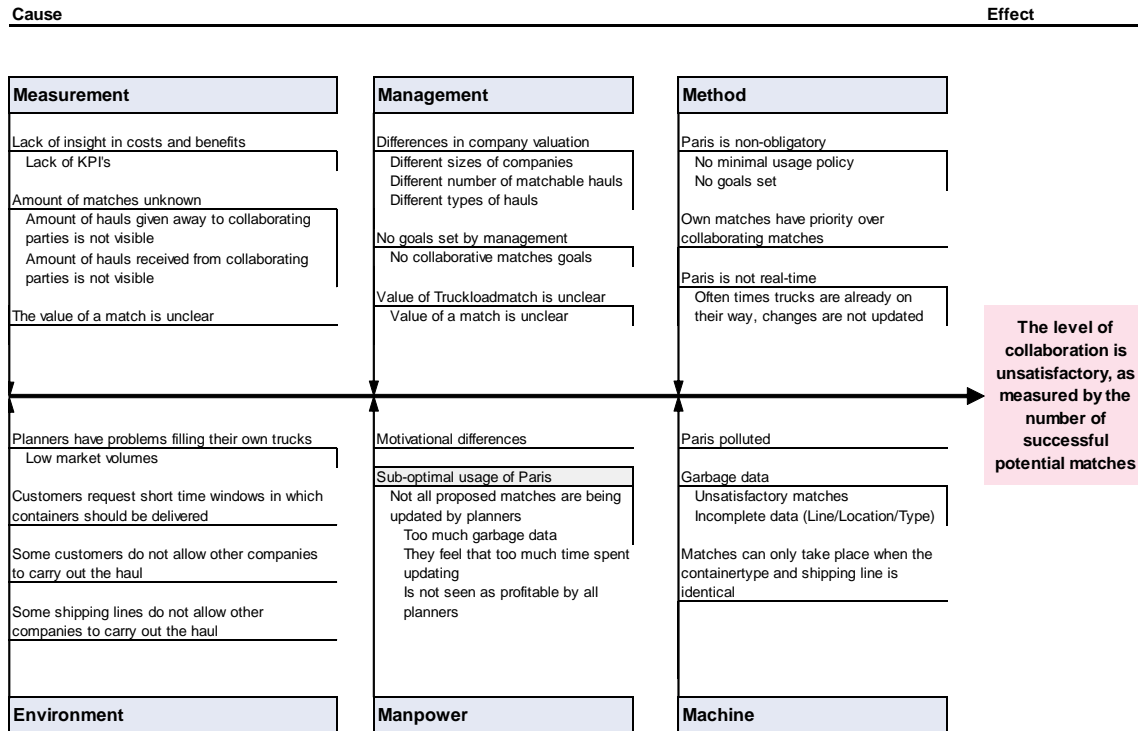 Cause
Effect
Measurement
Lack of insight in costs and benefits
Lack of KPI's
Amount of matches unknown
Amount of hauls given away to collaborating
parties is not visible
Amount of hauls received from collaborating
parties is not visible
The value of a match is unclear
Management
Differences in company valuation
Different sizes of companies
Different number of matchable hauls
Different types of hauls
No goals set by management
No collaborative matches goals
Value of Truckloadmatch is unclear
Value of a match is unclear
Method
Paris is non-obligatory
No minimal usage policy
No goals set
Own matches have priority over
collaborating matches
Paris is not real-time
Often times trucks are already on
their way, changes are not updated
The level of
collaboration is
unsatisfactory, as
measured by the
number of
successful
potential matches
Planners have problems filling their own trucks
Low market volumes
Customers request short time windows in which
containers should be delivered
Some customers do not allow other companies
to carry out the haul
Some shipping lines do not allow other
companies to carry out the haul
Environment
Motivational differences
Sub-optimal usage of Paris
Not all proposed matches are being
updated by planners
Too much garbage data
They feel that too much time spent
updating
Is not seen as profitable by all
planners
Manpower
Paris polluted
Garbage data
Unsatisfactory matches
Incomplete data (Line/Location/Type)
Matches can only take place when the
containertype and shipping line is
identical
Machine